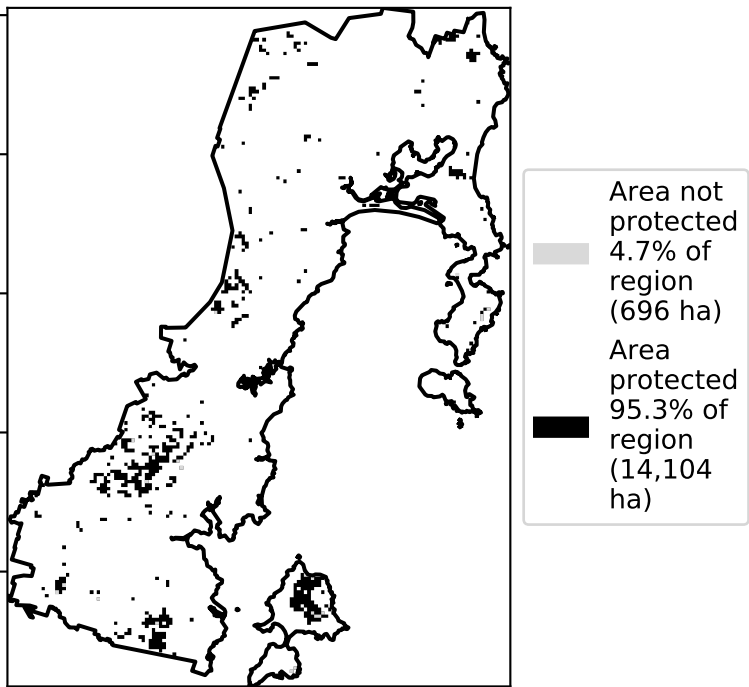 Area not
protected
4.7% of
region
(696 ha)
Area
protected
95.3% of
region
(14,104
ha)